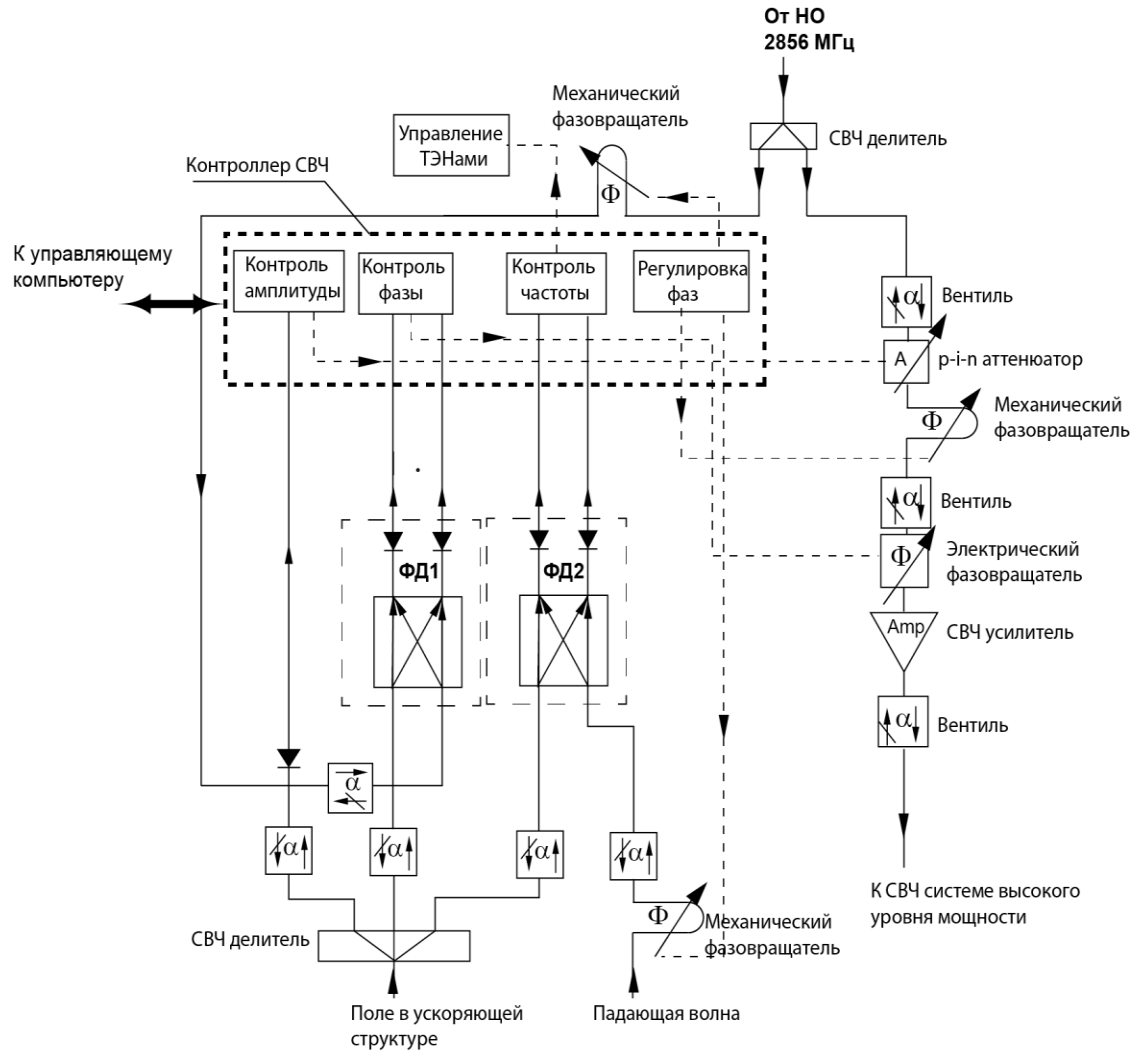 От НО
2856 МГц
Механический
фазовращатель
СВЧ делитель
Управление
ТЭНами
Контроллер СВЧ
Ф
К управляющему
компьютеру
Контроль
амплитуды
Контроль
фазы
Контроль
частоты
Регулировка
фаз
α
Вентиль
A
p-i-n аттенюатор
Механический
фазовращатель
Ф
α
Вентиль
Ф
Электрический
фазовращатель
ФД1
ФД2
Amp
СВЧ усилитель
α
Вентиль
α
α
α
α
α
К СВЧ системе высокого
уровня мощности
СВЧ делитель
Ф
Механический
фазовращатель
Поле в ускоряющей
структуре
Падающая волна